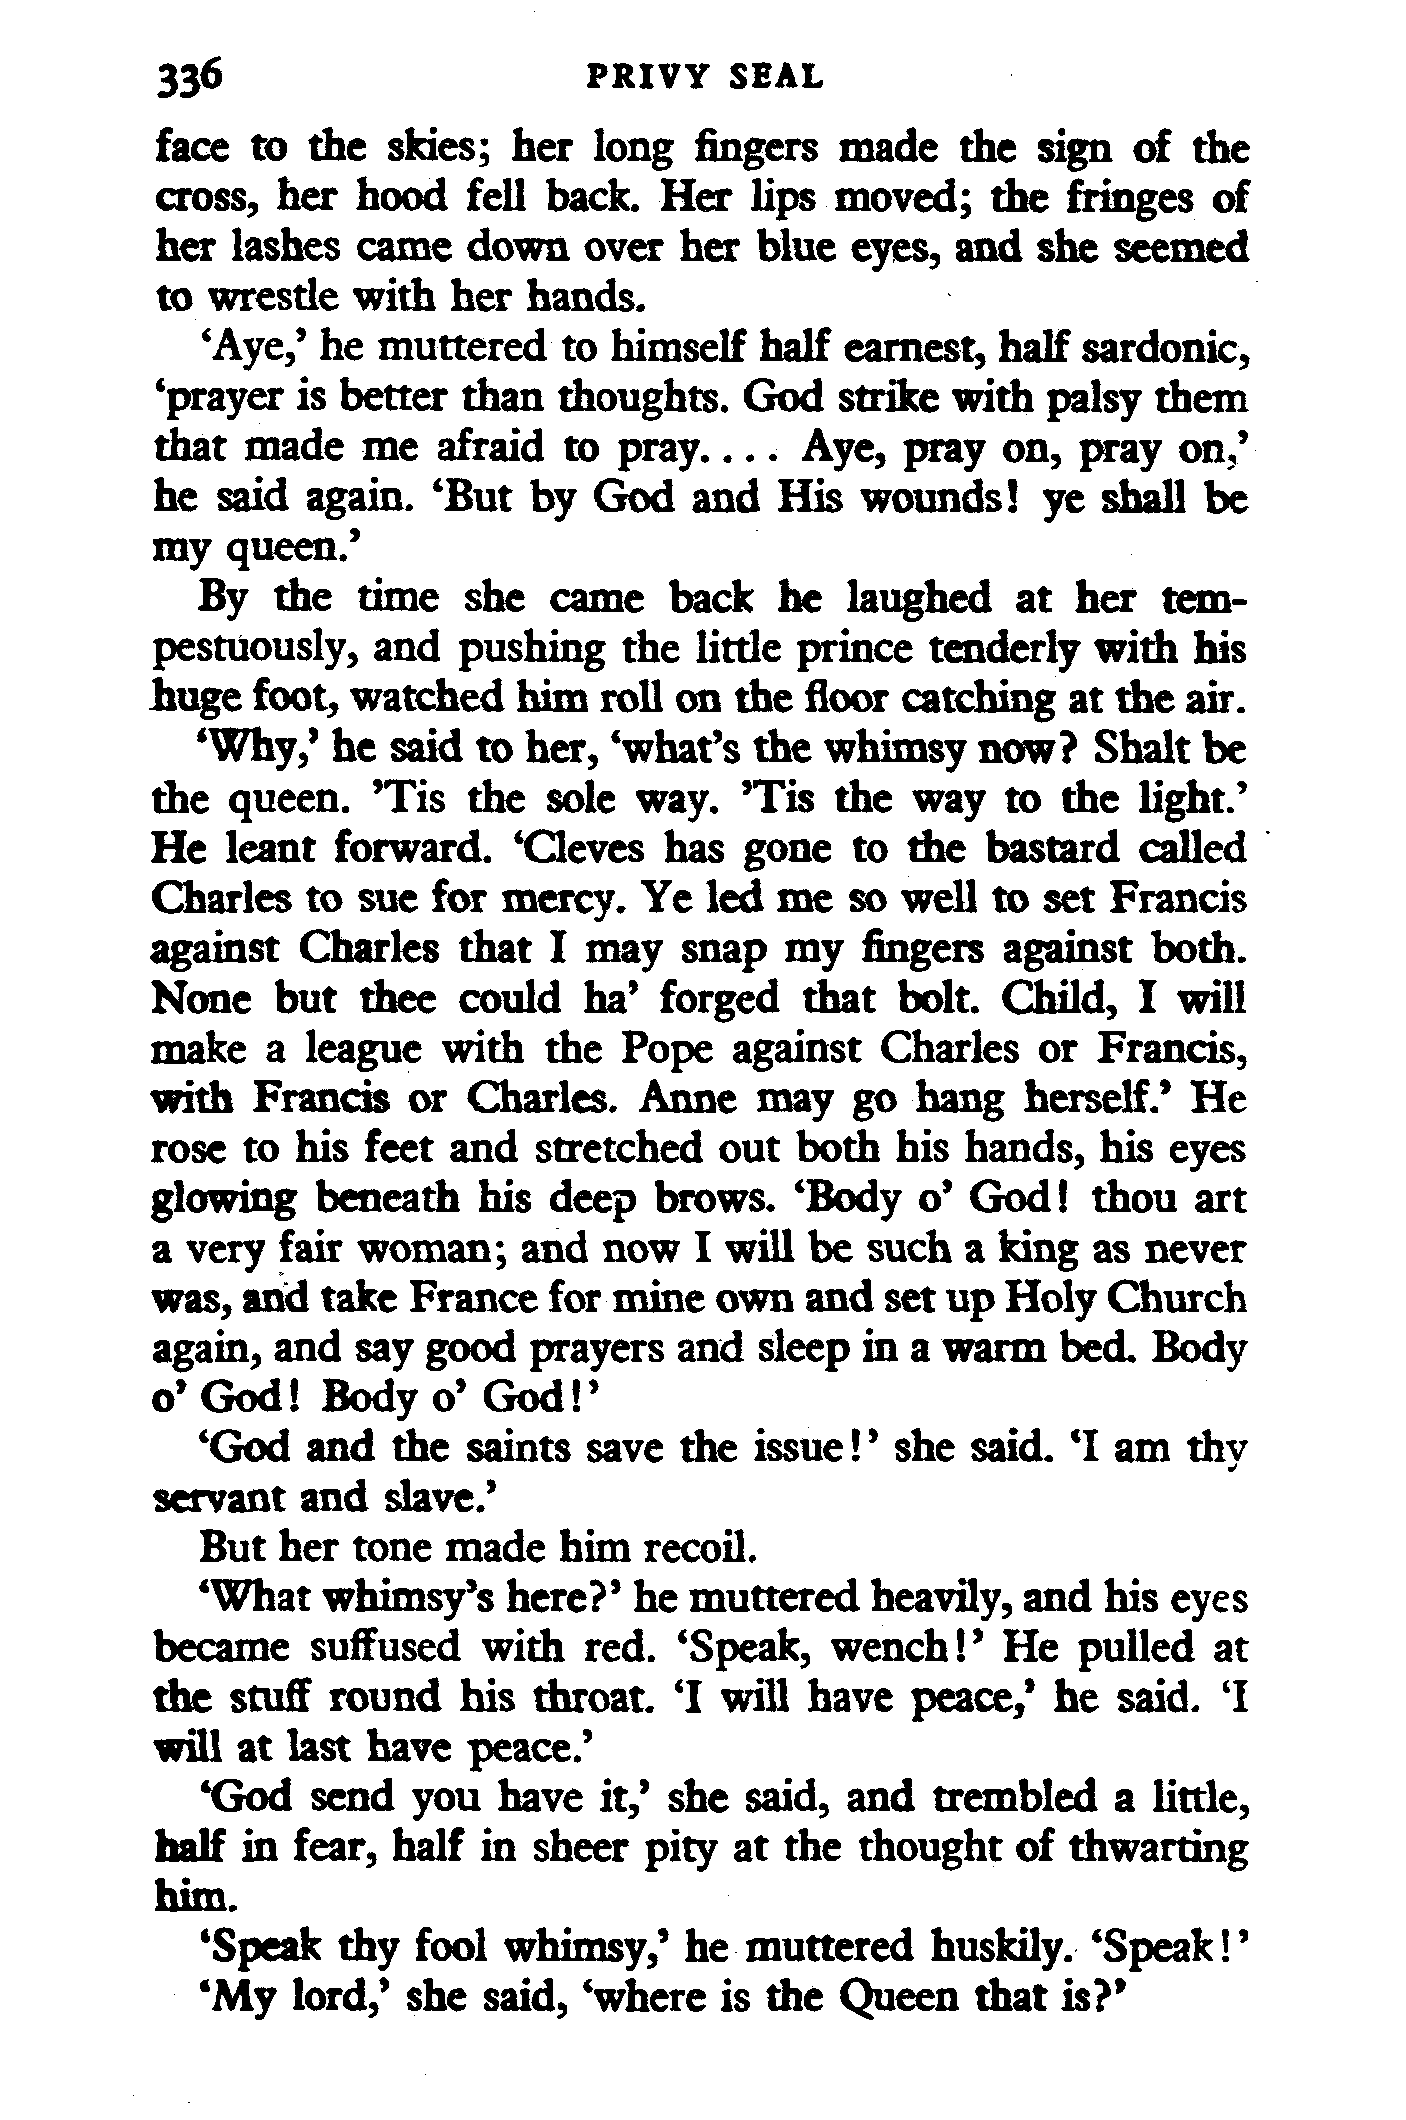 336 PRIVY SEAL
face to the skies; her long fingers made the sign of the
cross, her hood fell back. Her lips moved; the fringes of
her lashes came down over her blue eyes, and she seemed
to wrestle with her hands.
‘Aye,’ he muttered to himself half earnest, half sardonic,
‘prayer is better than thoughts. God strike with palsy them
that made me afraid to pray. . . . Aye, pray on, pray on,’
he said again. ‘But by God and His wounds! ye shall be
my queen.’
By the time she came back he laughed at her tem-
pestuously, and pushing the little prince tenderly with his
huge foot, watched him roll on the floor catching at the air.
‘Why,’ he said to her, ‘what’s the whimsy now? Shalt be
the queen. ’Tis the sole way. ’Tis the way to the light.’
He leant forward. ‘Cleves has gone to the bastard called
Charles to sue for mercy. Ye led me so well to set Francis
against Charles that I may snap my fingers against both.
None but thee could ha’ forged that bolt. Child, I will
make a league with the Pope against Charles or Francis,
with Francis or Charles. Anne may go hang herself.’ He
rose to his feet and stretched out both his hands, his eyes
glowing beneath his deep brows. ‘Body o’ God! thou art
a very fair woman; and now I will be such a king as never
was, and take France for mine own and set up Holy Church
again, and say good prayers and sleep in a warm bed. Body
o’ God! Body o’ God!’
‘God and the saints save the issue!’ she said. ‘I am thy
servant and slave.’
But her tone made him recoil.
‘What whimsy’s here?’ he muttered heavily, and his eyes
became suffused with red. ‘Speak, wench!’ He pulled at
the stuff round his throat. ‘I will have peace,’ he said. ‘I
will at last have peace.’
‘God send you have it,’ she said, and trembled a little,
half in fear, half in sheer pity at the thought of thwarting
him.
‘Speak thy fool whimsy,’ he muttered huskily. ‘Speak!’
‘My lord,’ she said, ‘where is the Queen that is?’